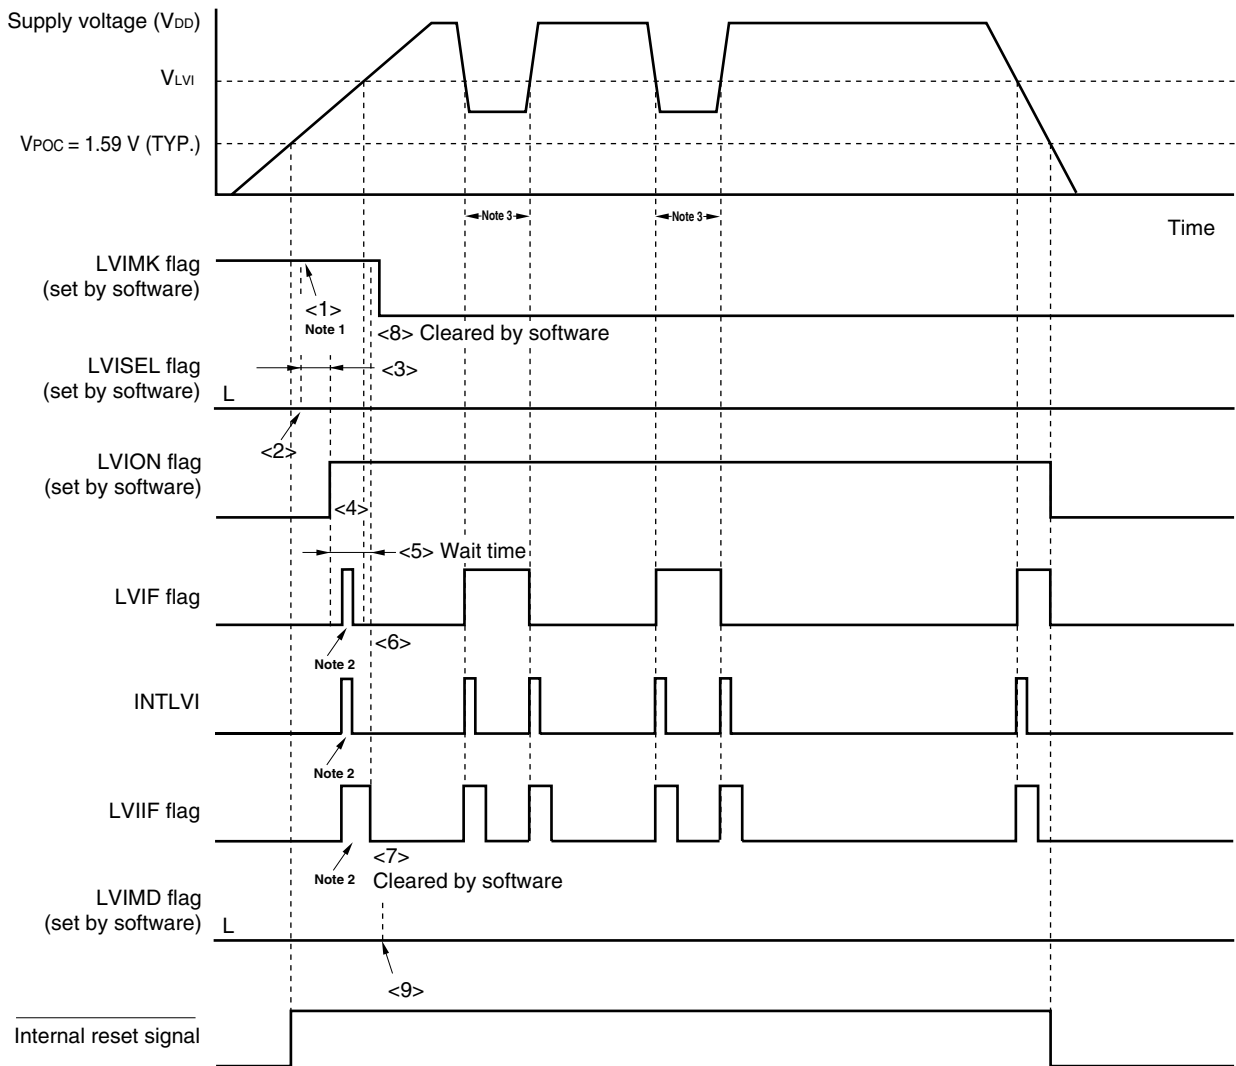 Supply voltage (VDD)
VLVI
VPOC = 1.59 V (TYP.)
Note 3
Note 3
Time
LVIMK flag
(set by software)
<1>
Note 1
<8> Cleared by software
LVISEL flag
(set by software)
L
<3>
<2>
LVION flag
(set by software)
<4>
<5> Wait time
LVIF flag
<6>
Note 2
INTLVI
Note 2
LVIIF flag
Note 2
<7>
Cleared by software
LVIMD flag
(set by software)
L
<9>
Internal reset signal